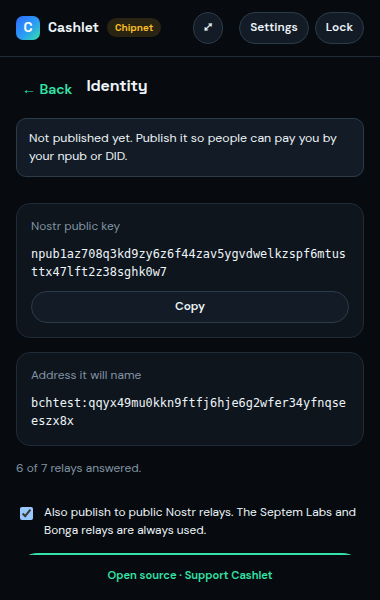 C Cashlet Chipnet Settings Lock
← Back Identity
Not published yet. Publish it so people can pay you by
your npub or DID.
Nostr public key
npub1az708q3kd9zy6z6f44zav5ygvdwelkzspf6mtus
ttx47lft2z38sghk0w7
Copy
Address it will name
bchtest:qqyx49mu0kkn9ftfj6hje6g2wfer34yfnqse
eszx8x
6 of 7 relays answered.
Also publish to public Nostr relays. The Septem Labs and
Bonga relays are always used.
Open source · Support Cashlet